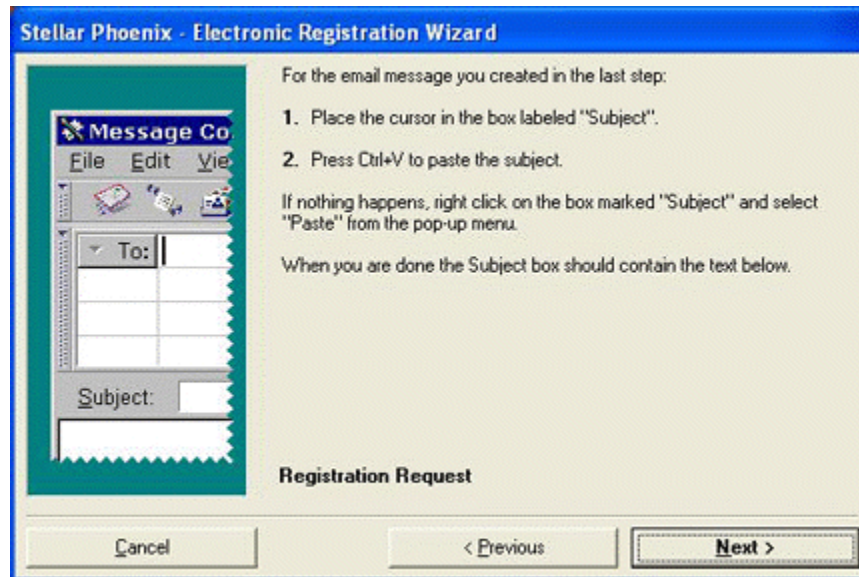 Stellar Phoenix - Electronic Registration Wizard
Message Co
File Edit Vie
To:
Subject:
For the email message you created in the last step:
1. Place the cursor in the box labeled "Subject".
2. Press Ctrl+V to paste the subject.
If nothing happens, right click on the box marked "Subject" and select
"Paste" from the pop-up menu.
When you are done the Subject box should contain the text below.
Registration Request
Cancel
< Previous
Next >